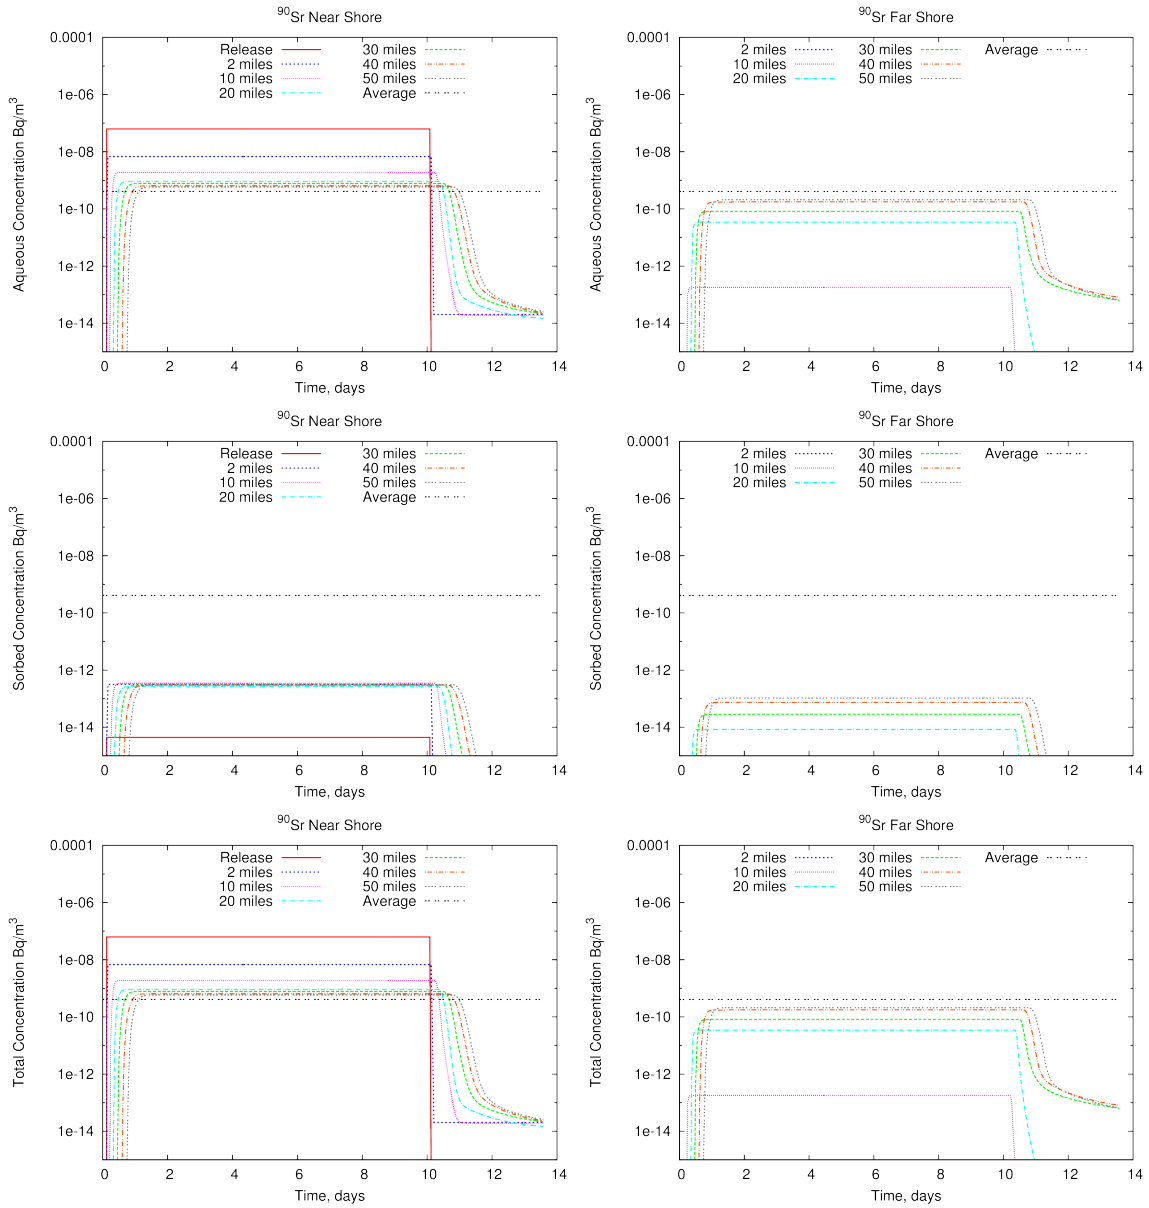 90Sr Near Shore
Aqueous Concentration Bq/m3
0.0001
1e-06
1e-08
1e-10
1e-12
1e-14
Release
2 miles
10 miles
20 miles
30 miles
40 miles
50 miles
Average
0 2 4 6 8 10 12 14
Time, days
90Sr Far Shore
Aqueous Concentration Bq/m3
0.0001
1e-06
1e-08
1e-10
1e-12
1e-14
2 miles
10 miles
20 miles
30 miles
40 miles
50 miles
Average
0 2 4 6 8 10 12 14
Time, days
90Sr Near Shore
Sorbed Concentration Bq/m3
0.0001
1e-06
1e-08
1e-10
1e-12
1e-14
Release
2 miles
10 miles
20 miles
30 miles
40 miles
50 miles
Average
0 2 4 6 8 10 12 14
Time, days
90Sr Far Shore
Sorbed Concentration Bq/m3
0.0001
1e-06
1e-08
1e-10
1e-12
1e-14
2 miles
10 miles
20 miles
30 miles
40 miles
50 miles
Average
0 2 4 6 8 10 12 14
Time, days
90Sr Near Shore
Total Concentration Bq/m3
0.0001
1e-06
1e-08
1e-10
1e-12
1e-14
Release
2 miles
10 miles
20 miles
30 miles
40 miles
50 miles
Average
0 2 4 6 8 10 12 14
Time, days
90Sr Far Shore
Total Concentration Bq/m3
0.0001
1e-06
1e-08
1e-10
1e-12
1e-14
2 miles
10 miles
20 miles
30 miles
40 miles
50 miles
Average
0 2 4 6 8 10 12 14
Time, days